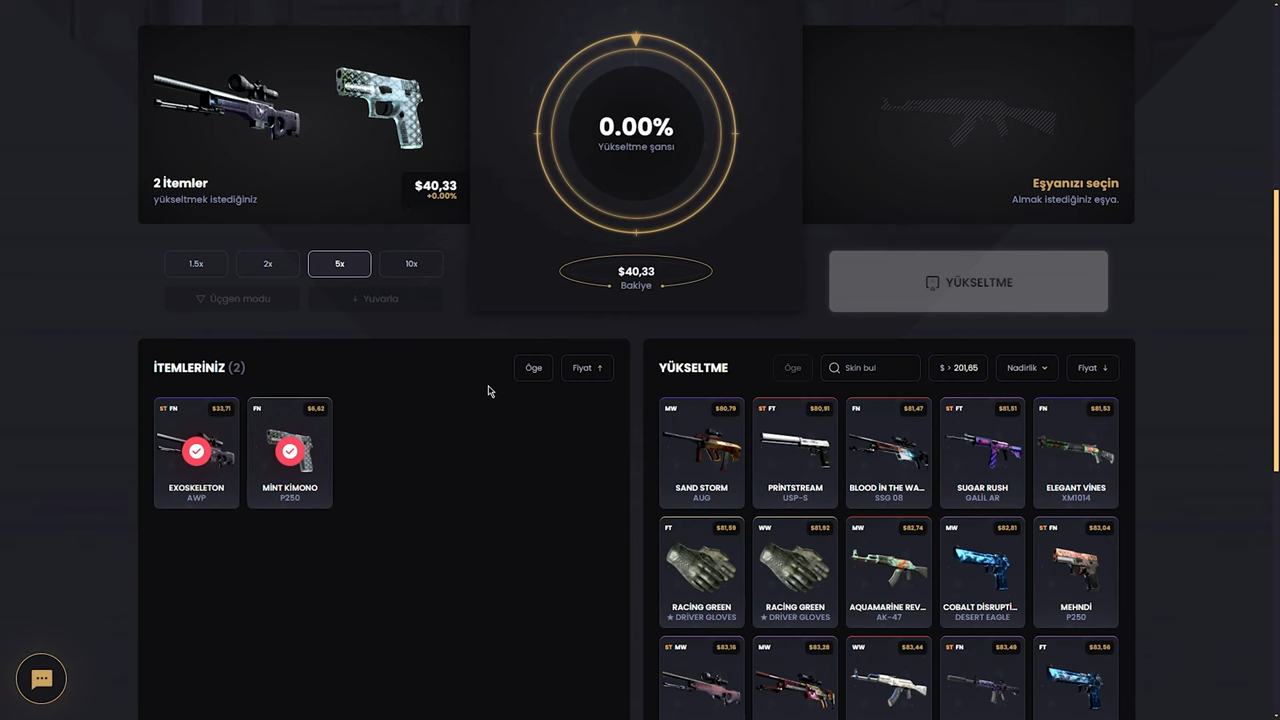 0.00%
Yükseltme şansı
2 İtemler
yükseltmek istediğiniz
$40,33
+0.00%
Eşyanızı seçin
Almak istediğiniz eşya.
1.5x 2x 5x 10x
Üçgen modu Yuvarla
$40,33
Bakiye
YÜKSELTME
İTEMLERİNİZ (2) Öge Fiyat ↑
ST FN $33,71
EXOSKELETON
AWP
FN $6,62
MİNT KİMONO
P250
YÜKSELTME Öge Skin bul $ > 201,65 Nadirlik Fiyat ↓
MW $80,79
SAND STORM
AUG
ST FT $80,91
PRİNTSTREAM
USP-S
FN $81,47
BLOOD İN THE WA...
SSG 08
ST FT $81,51
SUGAR RUSH
GALİL AR
FN $81,53
ELEGANT VİNES
XM1014
FT $81,59
RACİNG GREEN
★ DRİVER GLOVES
WW $81,92
RACİNG GREEN
★ DRİVER GLOVES
MW $82,74
AQUAMARİNE REV...
AK-47
MW $82,81
COBALT DİSRUPTİ...
DESERT EAGLE
ST FN $83,04
MEHNDİ
P250
ST MW $83,16
MW $83,28
WW $83,44
ST FN $83,49
FT $83,56